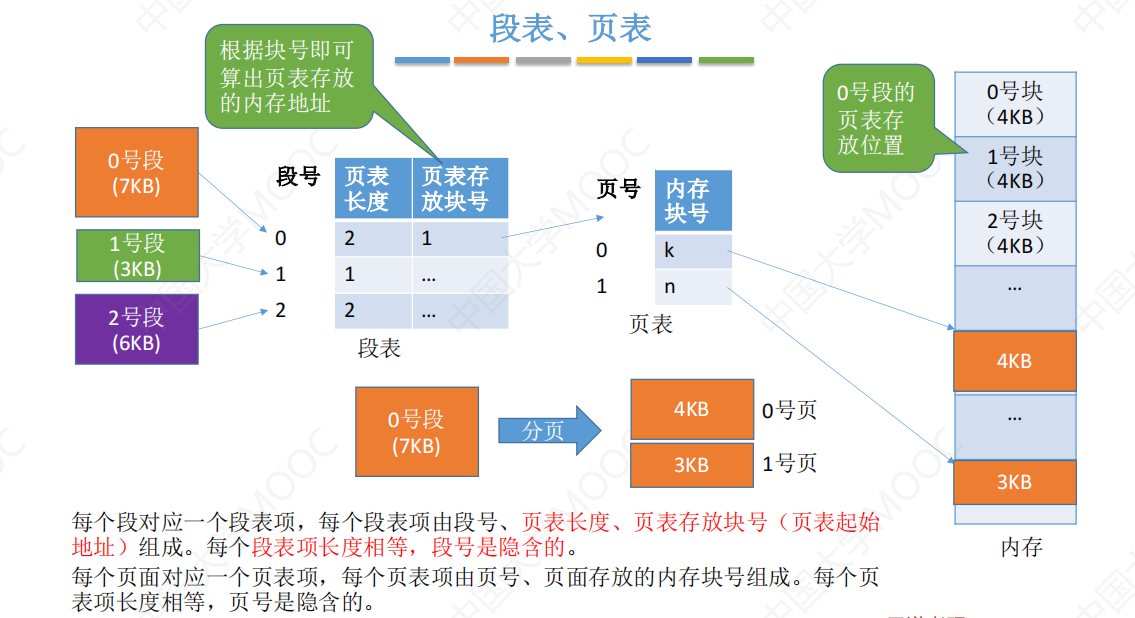 段表、页表
根据块号即可
算出页表存放
的内存地址
0号段的
页表存
放位置
0号段
(7KB)
1号段
(3KB)
2号段
(6KB)
段号
页表
长度
页表存
放块号
0
2
1
1
1
...
2
2
...
段表
页号
内存
块号
0
k
1
n
页表
0号块
（4KB）
1号块
（4KB）
2号块
（4KB）
...
4KB
...
3KB
内存
0号段
(7KB)
分页
4KB
0号页
3KB
1号页
每个段对应一个段表项，每个段表项由段号、页表长度、页表存放块号（页表起始
地址）组成。每个段表项长度相等，段号是隐含的。
每个页面对应一个页表项，每个页表项由页号、页面存放的内存块号组成。每个页
表项长度相等，页号是隐含的。
中国大学MOOC